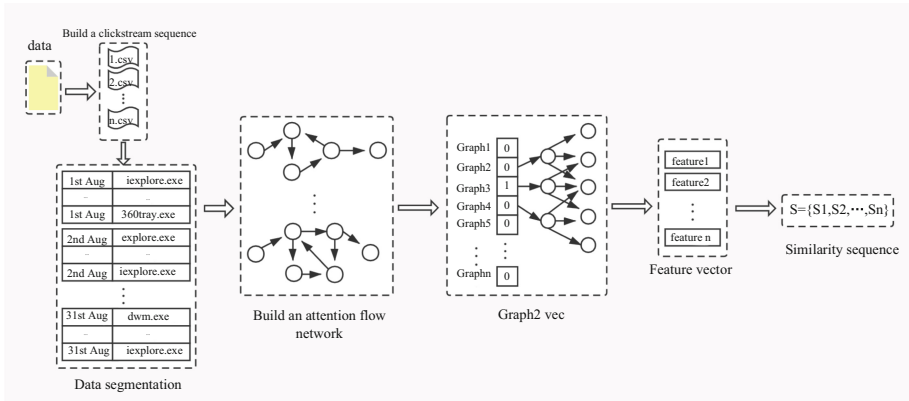 Build a clickstream sequence
data
1.csv
2.csv
...
n.csv
1st Aug iexplore.exe
.. ..
1st Aug 360tray.exe
2nd Aug explore.exe
.. ..
2nd Aug iexplore.exe
...
31st Aug dwm.exe
.. ..
31st Aug iexplore.exe
Data segmentation
...
Build an attention flow
network
Graph1 0
Graph2 0
Graph3 1
Graph4 0
Graph5 0
... ...
Graphn 0
Graph2 vec
feature1
feature2
...
feature n
Feature vector
S={S1,S2,···,Sn}
Similarity sequence